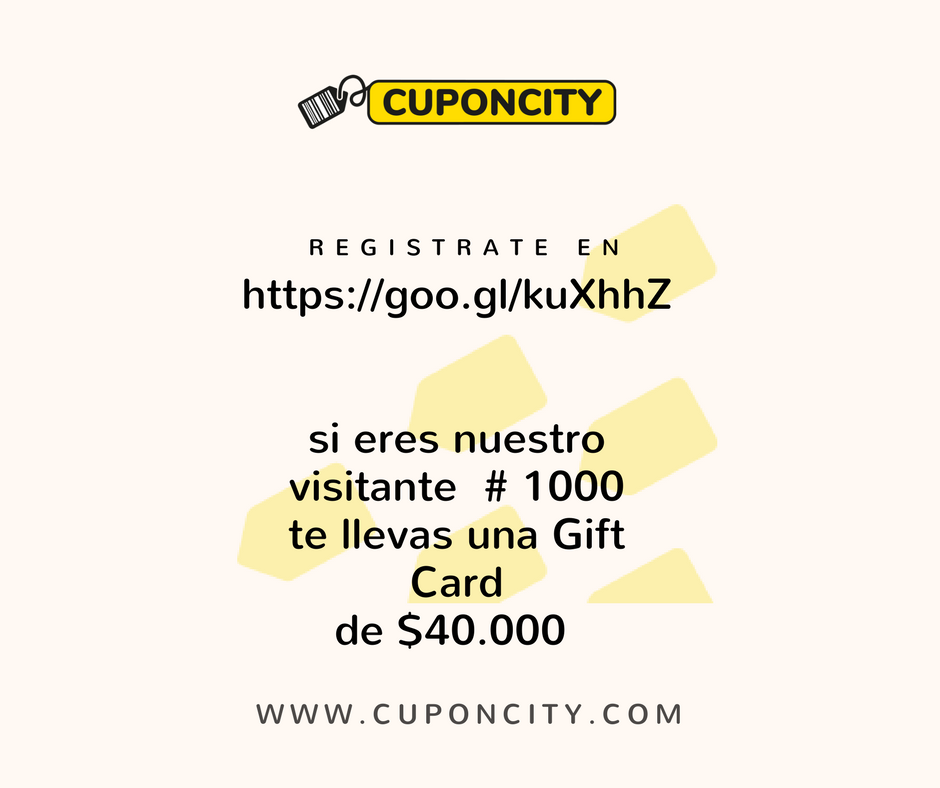 CUPONCITY
REGISTRATE EN
https://goo.gl/kuXhhZ
si eres nuestro
visitante # 1000
te llevas una Gift
Card
de $40.000
WWW.CUPONCITY.COM